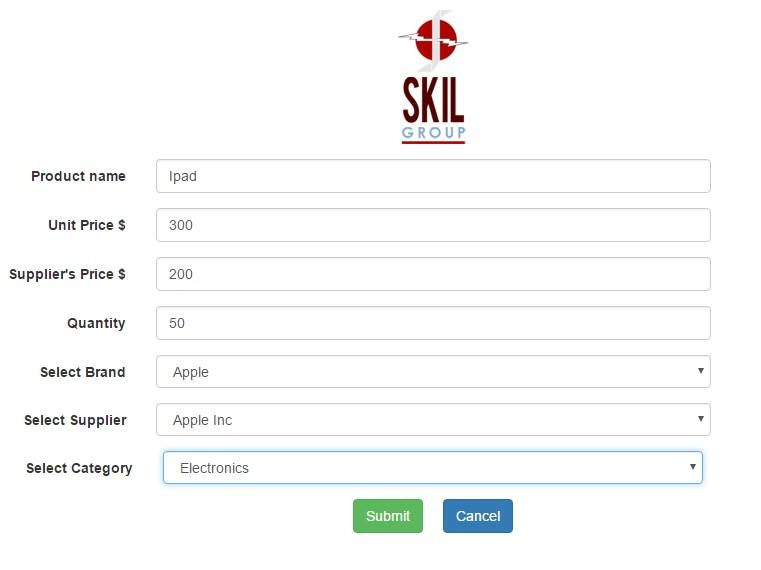 SKIL
GROUP
Product name Ipad
Unit Price $ 300
Supplier's Price $ 200
Quantity 50
Select Brand Apple
Select Supplier Apple Inc
Select Category Electronics
Submit Cancel